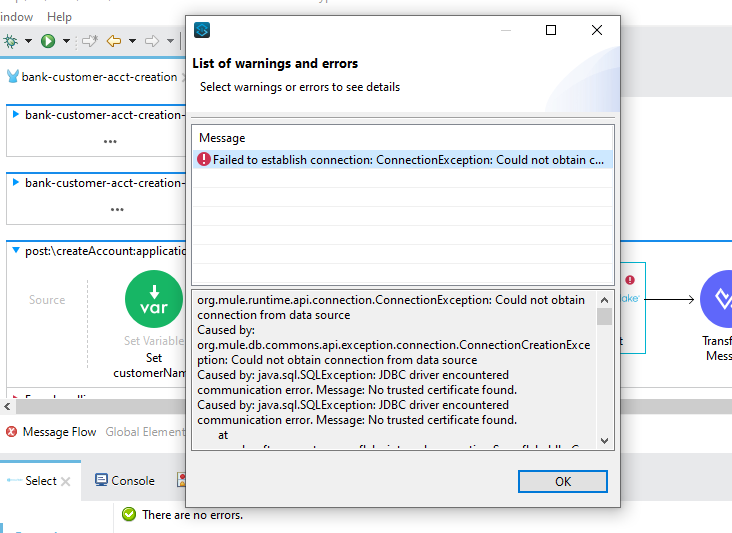 indow Help
bank-customer-acct-creation
bank-customer-acct-creation-
...
bank-customer-acct-creation-
...
post:\createAccount:applicatio
Source
var
Set Variable
Set
customerNam
List of warnings and errors
Select warnings or errors to see details
Message
Failed to establish connection: ConnectionException: Could not obtain c...
org.mule.runtime.api.connection.ConnectionException: Could not obtain
connection from data source
Caused by:
org.mule.db.commons.api.exception.connection.ConnectionCreationExce
ption: Could not obtain connection from data source
Caused by: java.sql.SQLException: JDBC driver encountered
communication error. Message: No trusted certificate found.
Caused by: java.sql.SQLException: JDBC driver encountered
communication error. Message: No trusted certificate found.
at
OK
ake
t
Transf
Mess
Message Flow Global Element
Select Console
There are no errors.